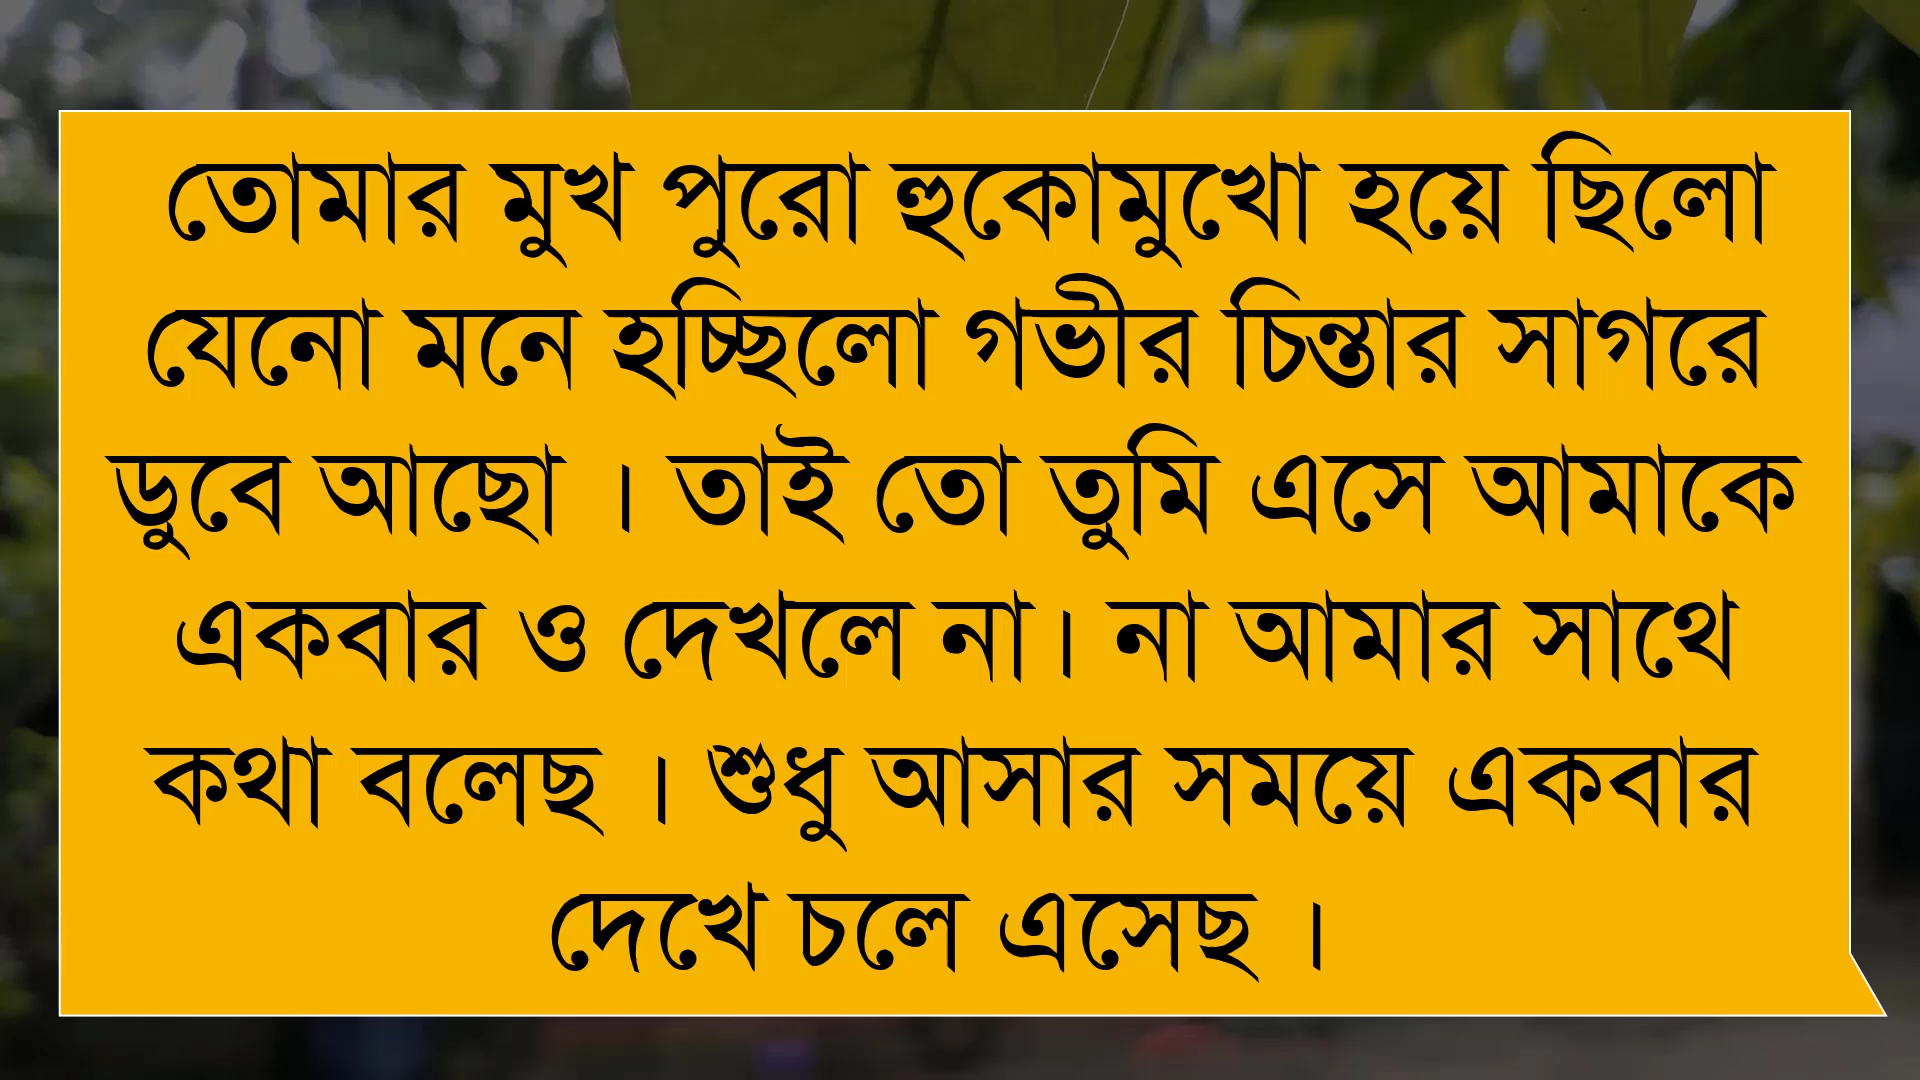 তোমার মুখ পুরো হুকোমুখো হয়ে ছিলো
যেনো মনে হচ্ছিলো গভীর চিন্তার সাগরে
ডুবে আছো । তাই তো তুমি এসে আমাকে
একবার ও দেখলে না। না আমার সাথে
কথা বলেছ । শুধু আসার সময়ে একবার
দেখে চলে এসেছ ।